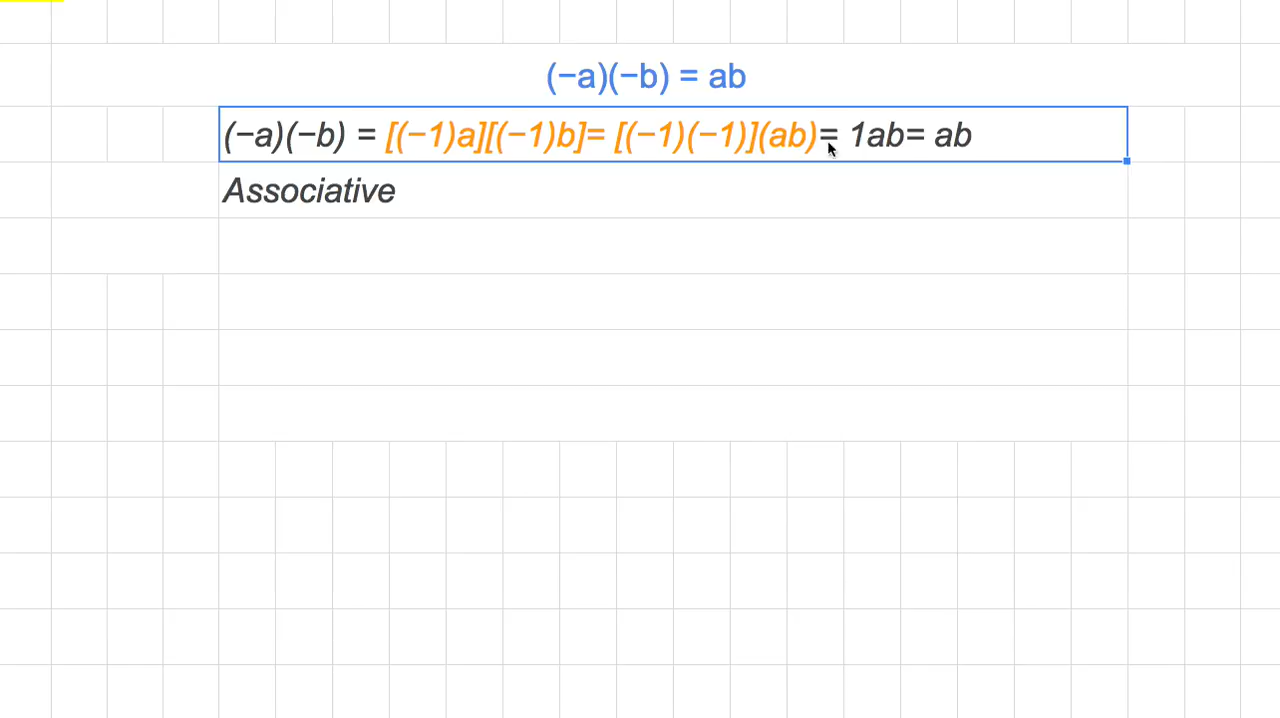 (−a)(−b) = ab
(−a)(−b) = [(−1)a][(−1)b]= [(−1)(−1)](ab)= 1ab= ab
Associative